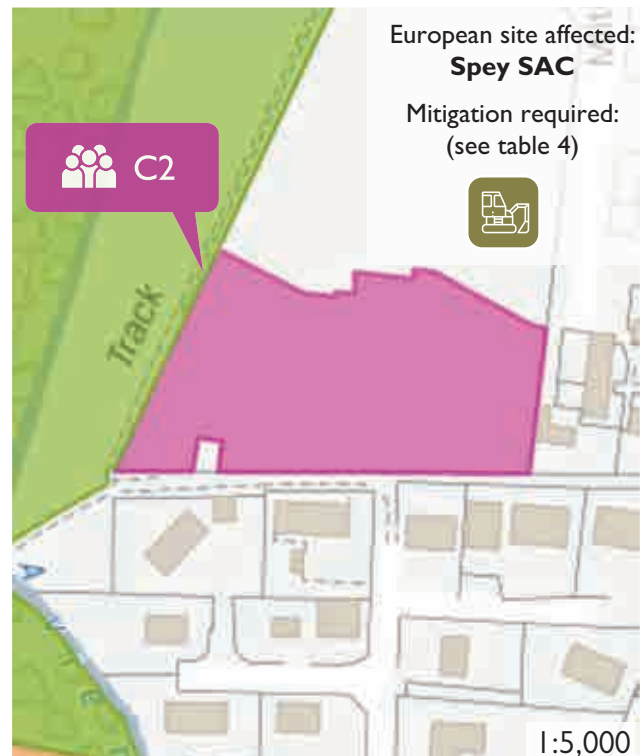 European site affected:
Spey SAC
Mitigation required:
(see table 4)
C2
Track
1:5,000